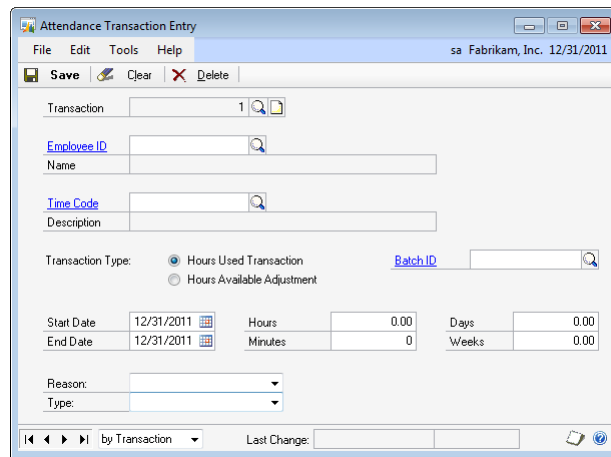 Attendance Transaction Entry
File Edit Tools Help sa Fabrikam, Inc. 12/31/2011
Save Clear Delete
Transaction 1
Employee ID
Name
Time Code
Description
Transaction Type: Hours Used Transaction Batch ID
Hours Available Adjustment
Start Date 12/31/2011 Hours 0.00 Days 0.00
End Date 12/31/2011 Minutes 0 Weeks 0.00
Reason:
Type:
by Transaction Last Change: